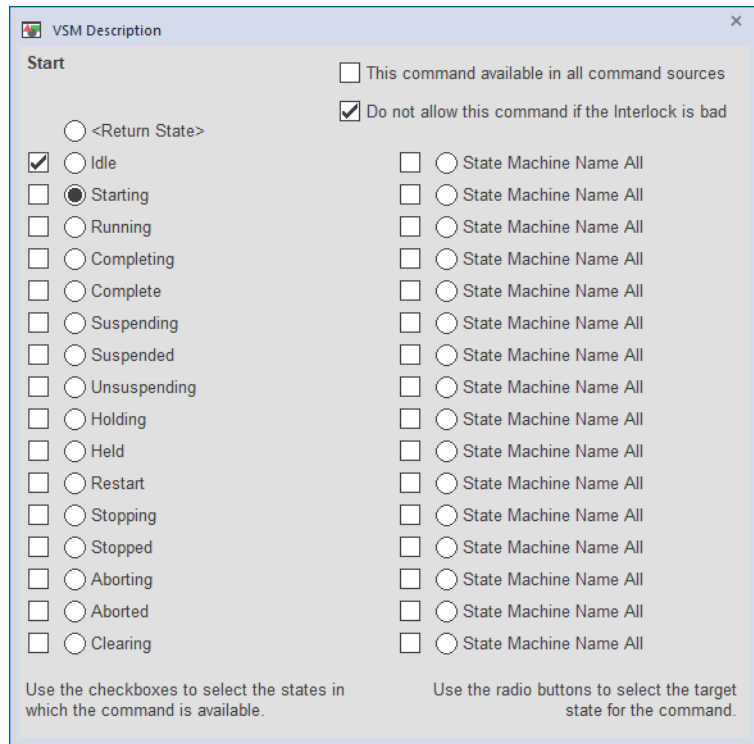 VSM Description
Start
This command available in all command sources
Do not allow this command if the Interlock is bad
<Return State>
Idle State Machine Name All
Starting State Machine Name All
Running State Machine Name All
Completing State Machine Name All
Complete State Machine Name All
Suspending State Machine Name All
Suspended State Machine Name All
Unsuspending State Machine Name All
Holding State Machine Name All
Held State Machine Name All
Restart State Machine Name All
Stopping State Machine Name All
Stopped State Machine Name All
Aborting State Machine Name All
Aborted State Machine Name All
Clearing State Machine Name All
Use the checkboxes to select the states in
which the command is available.
Use the radio buttons to select the target
state for the command.